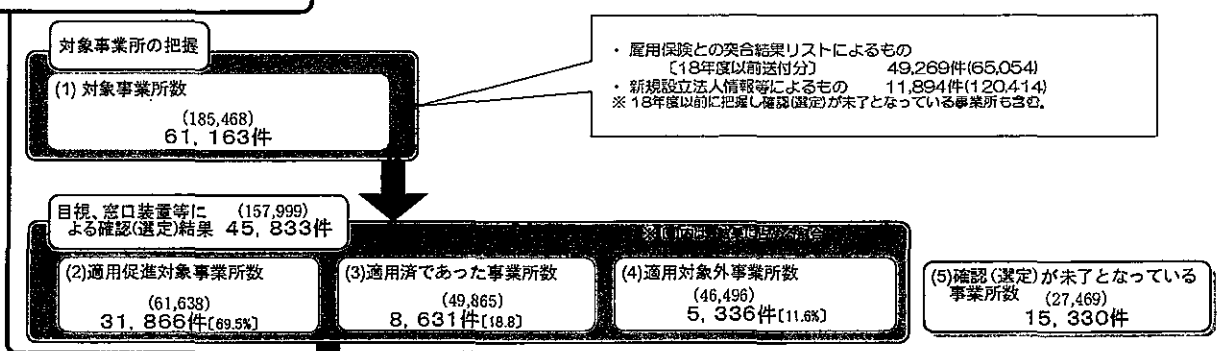 対象事業所の把握
(1) 対象事業所数
(185,468)
61, 163件
・ 雇用保険との突合結果リストによるもの
〔18年度以前送付分〕 49,269件(65,054)
・ 新規設立法人情報等によるもの 11,894件(120,414)
※ 18年度以前に把握し確認(選定)が未了となっている事業所も含む。
目視、窓口装置等に (157,999)
よる確認(選定)結果 45, 833件
(2)適用促進対象事業所数
(61,638)
31, 866件[69.5%]
(3)適用済であった事業所数
(49,865)
8, 631件[18.8]
(4)適用対象外事業所数
(46,496)
5, 336件[11.6%]
(5)確認(選定)が未了となっている
事業所数 (27,469)
15, 330件